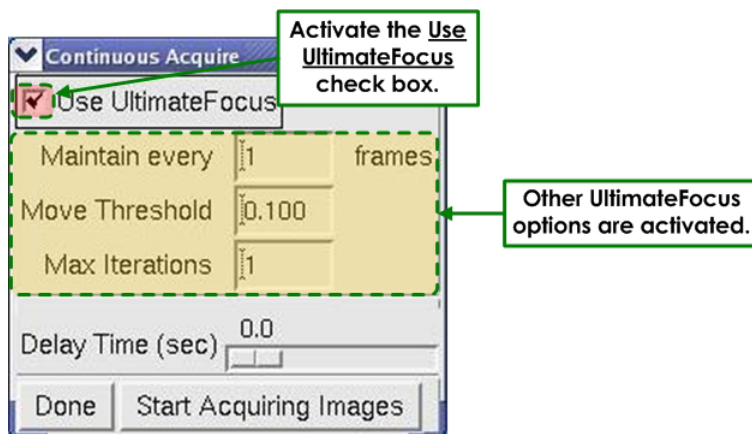 Activate the Use
UltimateFocus
check box.
Continuous Acquire
Use UltimateFocus
Maintain every 1 frames
Move Threshold 0.100
Max Iterations 1
Other UltimateFocus
options are activated.
Delay Time (sec) 0.0
Done Start Acquiring Images